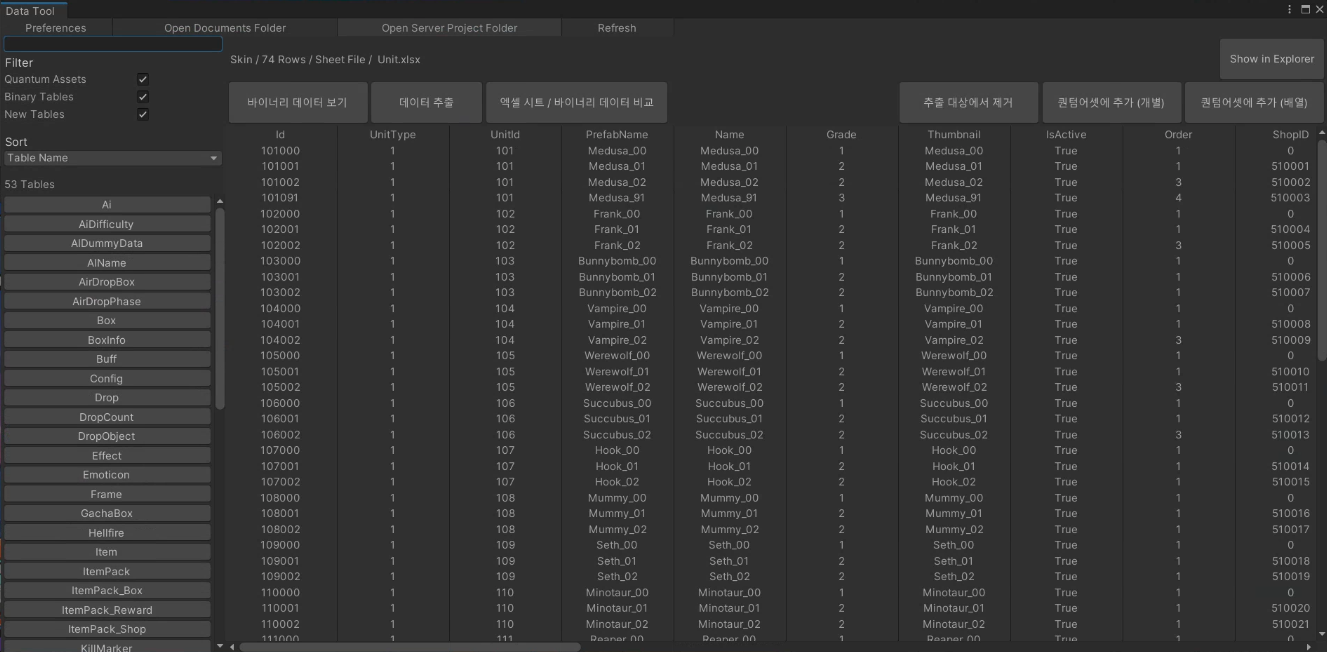 Data Tool
Preferences Open Documents Folder Open Server Project Folder Refresh
Filter
Quantum Assets
Binary Tables
New Tables
Sort
Table Name
53 Tables
Ai
AiDifficulty
AIDummyData
AIName
AirDropBox
AirDropPhase
Box
BoxInfo
Buff
Config
Drop
DropCount
DropObject
Effect
Emoticon
Frame
GachaBox
Hellfire
Item
ItemPack
ItemPack_Box
ItemPack_Reward
ItemPack_Shop
KillMarker
Skin / 74 Rows / Sheet File / Unit.xlsx
Show in Explorer
바이너리 데이터 보기 데이터 추출 엑셀 시트 / 바이너리 데이터 비교 추출 대상에서 제거 퀀텀어셋에 추가 (개별) 퀀텀어셋에 추가 (배열)
Id UnitType UnitId PrefabName Name Grade Thumbnail IsActive Order ShopID
101000 1 101 Medusa_00 Medusa_00 1 Medusa_00 True 1 0
101001 1 101 Medusa_01 Medusa_01 2 Medusa_01 True 1 510001
101002 1 101 Medusa_02 Medusa_02 2 Medusa_02 True 3 510002
101091 1 101 Medusa_91 Medusa_91 3 Medusa_91 True 4 510003
102000 1 102 Frank_00 Frank_00 1 Frank_00 True 1 0
102001 1 102 Frank_01 Frank_01 2 Frank_01 True 1 510004
102002 1 102 Frank_02 Frank_02 2 Frank_02 True 3 510005
103000 1 103 Bunnybomb_00 Bunnybomb_00 1 Bunnybomb_00 True 1 0
103001 1 103 Bunnybomb_01 Bunnybomb_01 2 Bunnybomb_01 True 1 510006
103002 1 103 Bunnybomb_02 Bunnybomb_02 2 Bunnybomb_02 True 1 510007
104000 1 104 Vampire_00 Vampire_00 1 Vampire_00 True 1 0
104001 1 104 Vampire_01 Vampire_01 2 Vampire_01 True 1 510008
104002 1 104 Vampire_02 Vampire_02 2 Vampire_02 True 3 510009
105000 1 105 Werewolf_00 Werewolf_00 1 Werewolf_00 True 1 0
105001 1 105 Werewolf_01 Werewolf_01 2 Werewolf_01 True 1 510010
105002 1 105 Werewolf_02 Werewolf_02 2 Werewolf_02 True 3 510011
106000 1 106 Succubus_00 Succubus_00 1 Succubus_00 True 1 0
106001 1 106 Succubus_01 Succubus_01 2 Succubus_01 True 1 510012
106002 1 106 Succubus_02 Succubus_02 2 Succubus_02 True 3 510013
107000 1 107 Hook_00 Hook_00 1 Hook_00 True 1 0
107001 1 107 Hook_01 Hook_01 2 Hook_01 True 1 510014
107002 1 107 Hook_02 Hook_02 2 Hook_02 True 1 510015
108000 1 108 Mummy_00 Mummy_00 1 Mummy_00 True 1 0
108001 1 108 Mummy_01 Mummy_01 2 Mummy_01 True 1 510016
108002 1 108 Mummy_02 Mummy_02 2 Mummy_02 True 1 510017
109000 1 109 Seth_00 Seth_00 1 Seth_00 True 1 0
109001 1 109 Seth_01 Seth_01 2 Seth_01 True 1 510018
109002 1 109 Seth_02 Seth_02 2 Seth_02 True 1 510019
110000 1 110 Minotaur_00 Minotaur_00 1 Minotaur_00 True 1 0
110001 1 110 Minotaur_01 Minotaur_01 2 Minotaur_01 True 1 510020
110002 1 110 Minotaur_02 Minotaur_02 2 Minotaur_02 True 1 510021
111000 1 111 Reaper_00 Reaper_00 1 Reaper_00 True 1 0